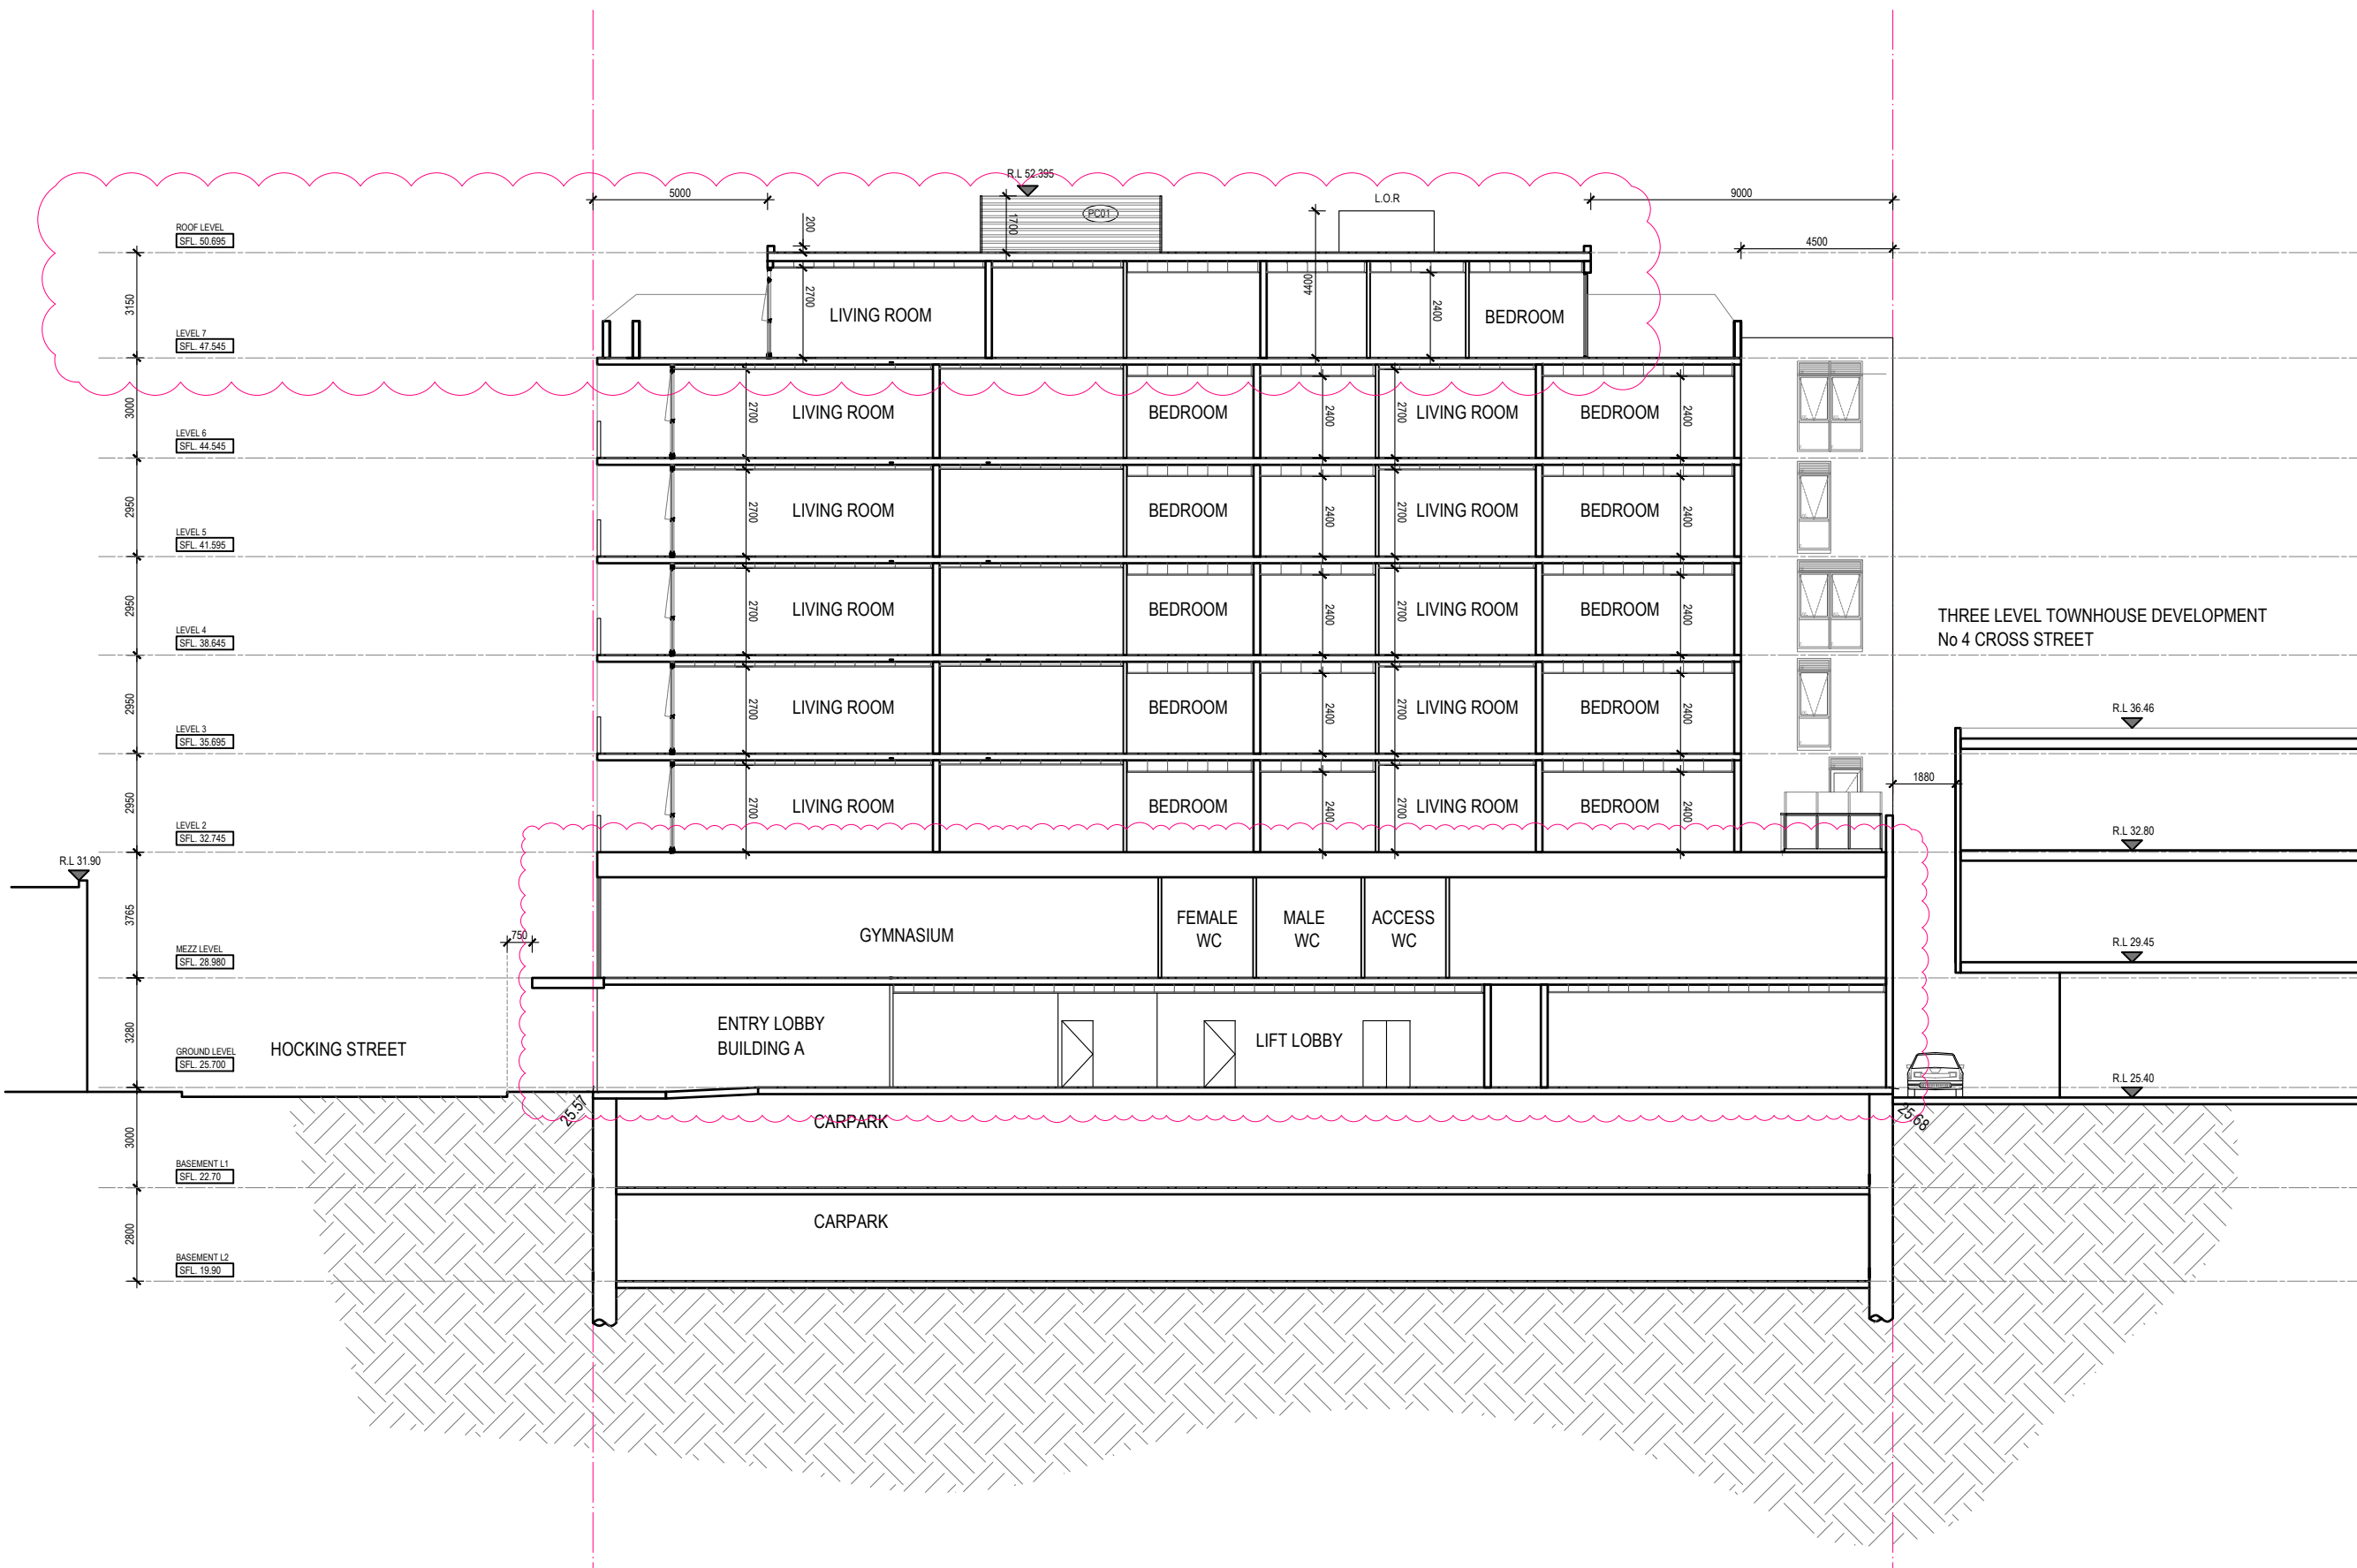 R.L 52.395
5000
9000
L.O.R
PC01
200
1700
ROOF LEVEL
SFL. 50.695
4500
3150
2700
4400
2400
LIVING ROOM
BEDROOM
LEVEL 7
SFL. 47.545
3000
2700
LIVING ROOM
BEDROOM
2400
2700
LIVING ROOM
BEDROOM
2400
LEVEL 6
SFL. 44.545
2950
2700
LIVING ROOM
BEDROOM
2400
2700
LIVING ROOM
BEDROOM
2400
LEVEL 5
SFL. 41.595
2950
2700
LIVING ROOM
BEDROOM
2400
2700
LIVING ROOM
BEDROOM
2400
THREE LEVEL TOWNHOUSE DEVELOPMENT
No 4 CROSS STREET
LEVEL 4
SFL. 38.645
2950
2700
LIVING ROOM
BEDROOM
2400
2700
LIVING ROOM
BEDROOM
2400
R.L 36.46
LEVEL 3
SFL. 35.695
2950
2700
LIVING ROOM
BEDROOM
2400
2700
LIVING ROOM
BEDROOM
2400
1880
LEVEL 2
SFL. 32.745
R.L 32.80
R.L 31.90
3765
750
GYMNASIUM
FEMALE
WC
MALE
WC
ACCESS
WC
R.L 29.45
MEZZ LEVEL
SFL. 28.980
3280
ENTRY LOBBY
BUILDING A
LIFT LOBBY
HOCKING STREET
GROUND LEVEL
SFL. 25.700
R.L 25.40
25.57
25.68
3000
CARPARK
BASEMENT L1
SFL. 22.70
2800
CARPARK
BASEMENT L2
SFL. 19.90